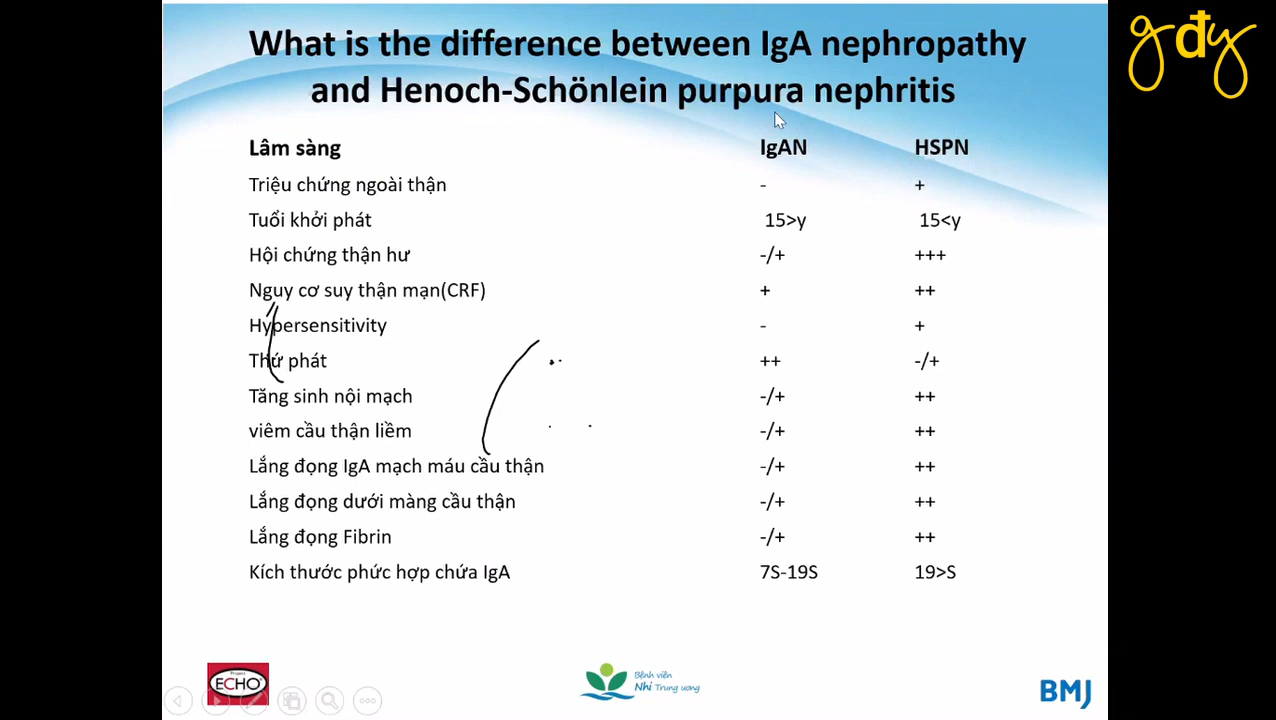 What is the difference between IgA nephropathy
and Henoch-Schönlein purpura nephritis
gđy
Lâm sàng IgAN HSPN
Triệu chứng ngoài thận - +
Tuổi khởi phát 15>y 15<y
Hội chứng thận hư -/+ +++
Nguy cơ suy thận mạn(CRF) + ++
Hypersensitivity - +
Thứ phát ++ -/+
Tăng sinh nội mạch -/+ ++
viêm cầu thận liềm -/+ ++
Lắng đọng IgA mạch máu cầu thận -/+ ++
Lắng đọng dưới màng cầu thận -/+ ++
Lắng đọng Fibrin -/+ ++
Kích thước phức hợp chứa IgA 7S-19S 19>S
Project
ECHO
Bệnh viện
Nhi Trung ương
BMJ